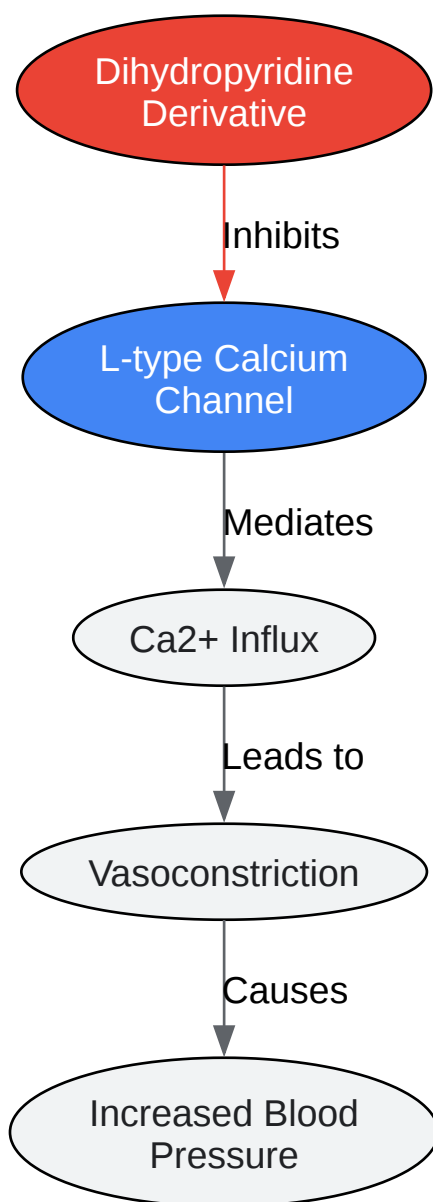 Dihydropyridine
Derivative
Inhibits
L-type Calcium
Channel
Mediates
Ca2+ Influx
Leads to
Vasoconstriction
Causes
Increased Blood
Pressure